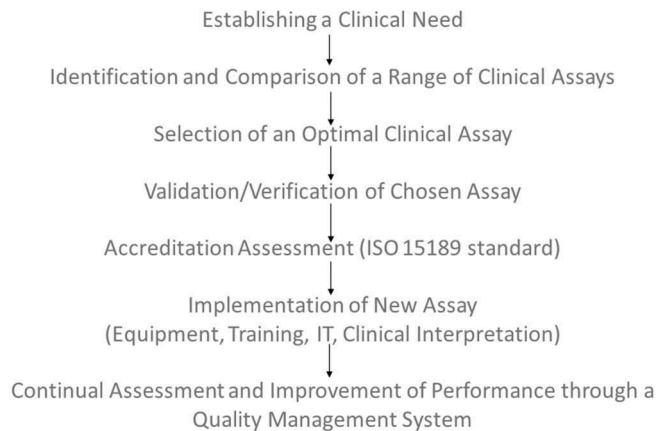 Establishing a Clinical Need
Identification and Comparison of a Range of Clinical Assays
Selection of an Optimal Clinical Assay
Validation/Verification of Chosen Assay
Accreditation Assessment (ISO 15189 standard)
Implementation of New Assay
(Equipment, Training, IT, Clinical Interpretation)
Continual Assessment and Improvement of Performance through a
Quality Management System